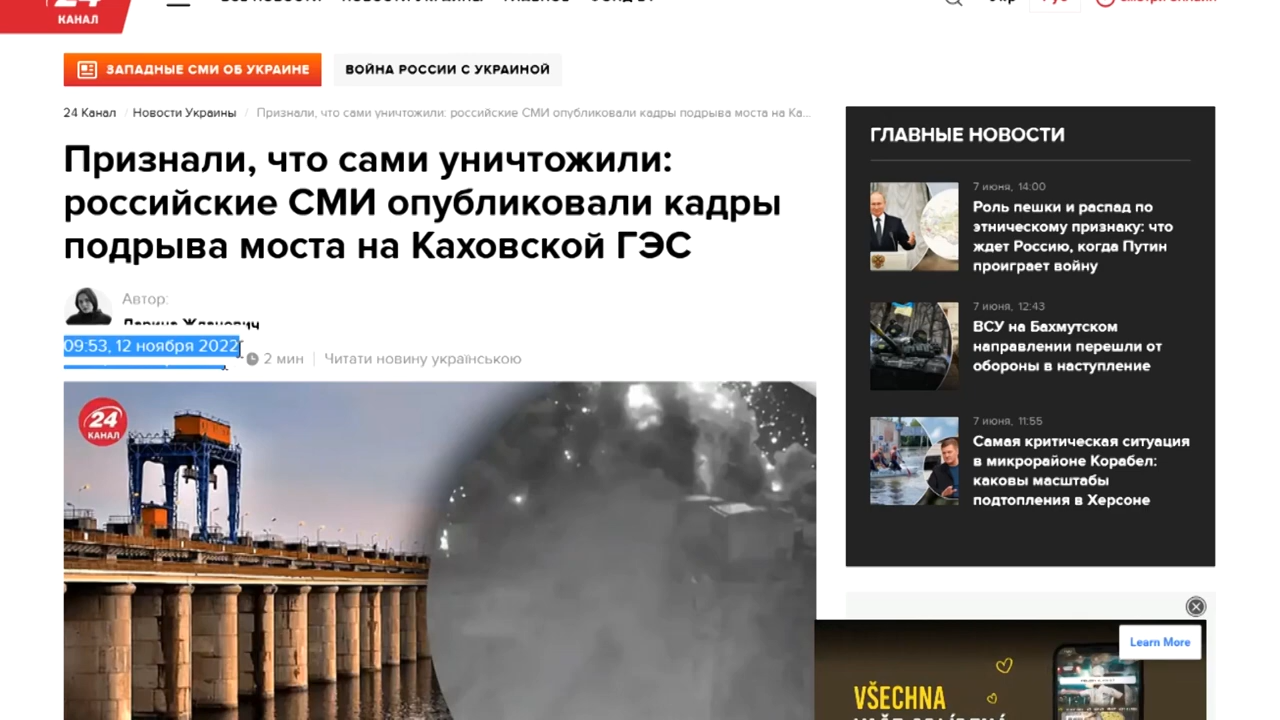 24
КАНАЛ
ЗАПАДНЫЕ СМИ ОБ УКРАИНЕ
ВОЙНА РОССИИ С УКРАИНОЙ
24 Канал / Новости Украины / Признали, что сами уничтожили: российские СМИ опубликовали кадры подрыва моста на Ка...
Признали, что сами уничтожили:
российские СМИ опубликовали кадры
подрыва моста на Каховской ГЭС
Автор:
Дарина Жданович
09:53, 12 ноября 2022
2 мин
Читати новину українською
24
КАНАЛ
ГЛАВНЫЕ НОВОСТИ
7 июня, 14:00
Роль пешки и распад по
этническому признаку: что
ждет Россию, когда Путин
проиграет войну
7 июня, 12:43
ВСУ на Бахмутском
направлении перешли от
обороны в наступление
7 июня, 11:55
Самая критическая ситуация
в микрорайоне Корабел:
каковы масштабы
подтопления в Херсоне
Learn More
VŠECHNA